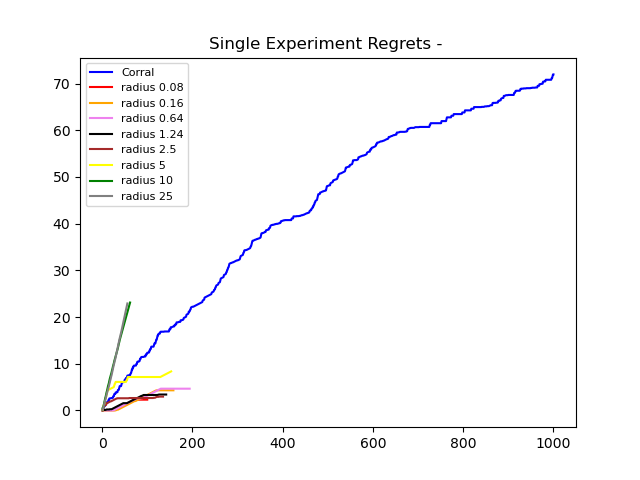 Single Experiment Regrets -
70
60
50
40
30
20
10
0
Corral
radius 0.08
radius 0.16
radius 0.64
radius 1.24
radius 2.5
radius 5
radius 10
radius 25
0 200 400 600 800 1000